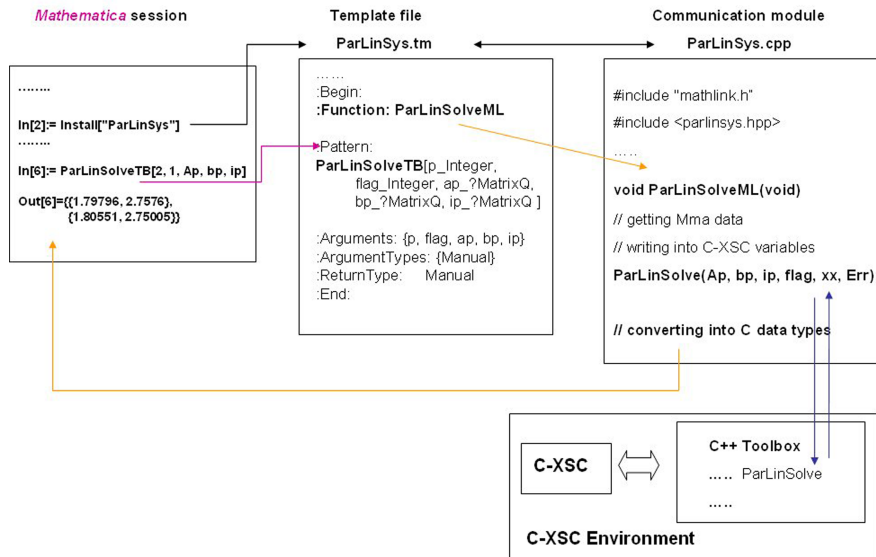 Mathematica session
........
In[2]:= Install["ParLinSys"]
........
In[6]:= ParLinSolveTB[2, 1, Ap, bp, ip]
Out[6]={{1.79796, 2.7576},
{1.80551, 2.75005}}
Template file
ParLinSys.tm
......
:Begin:
:Function: ParLinSolveML
:Pattern:
ParLinSolveTB[p_Integer,
flag_Integer, ap_?MatrixQ,
bp_?MatrixQ, ip_?MatrixQ ]
:Arguments: {p, flag, ap, bp, ip}
:ArgumentTypes: {Manual}
:ReturnType: Manual
:End:
Communication module
ParLinSys.cpp
#include "mathlink.h"
#include <parlinsys.hpp>
.....
void ParLinSolveML(void)
// getting Mma data
// writing into C-XSC variables
ParLinSolve(Ap, bp, ip, flag, xx, Err)
// converting into C data types
C-XSC
C++ Toolbox
..... ParLinSolve
.....
C-XSC Environment